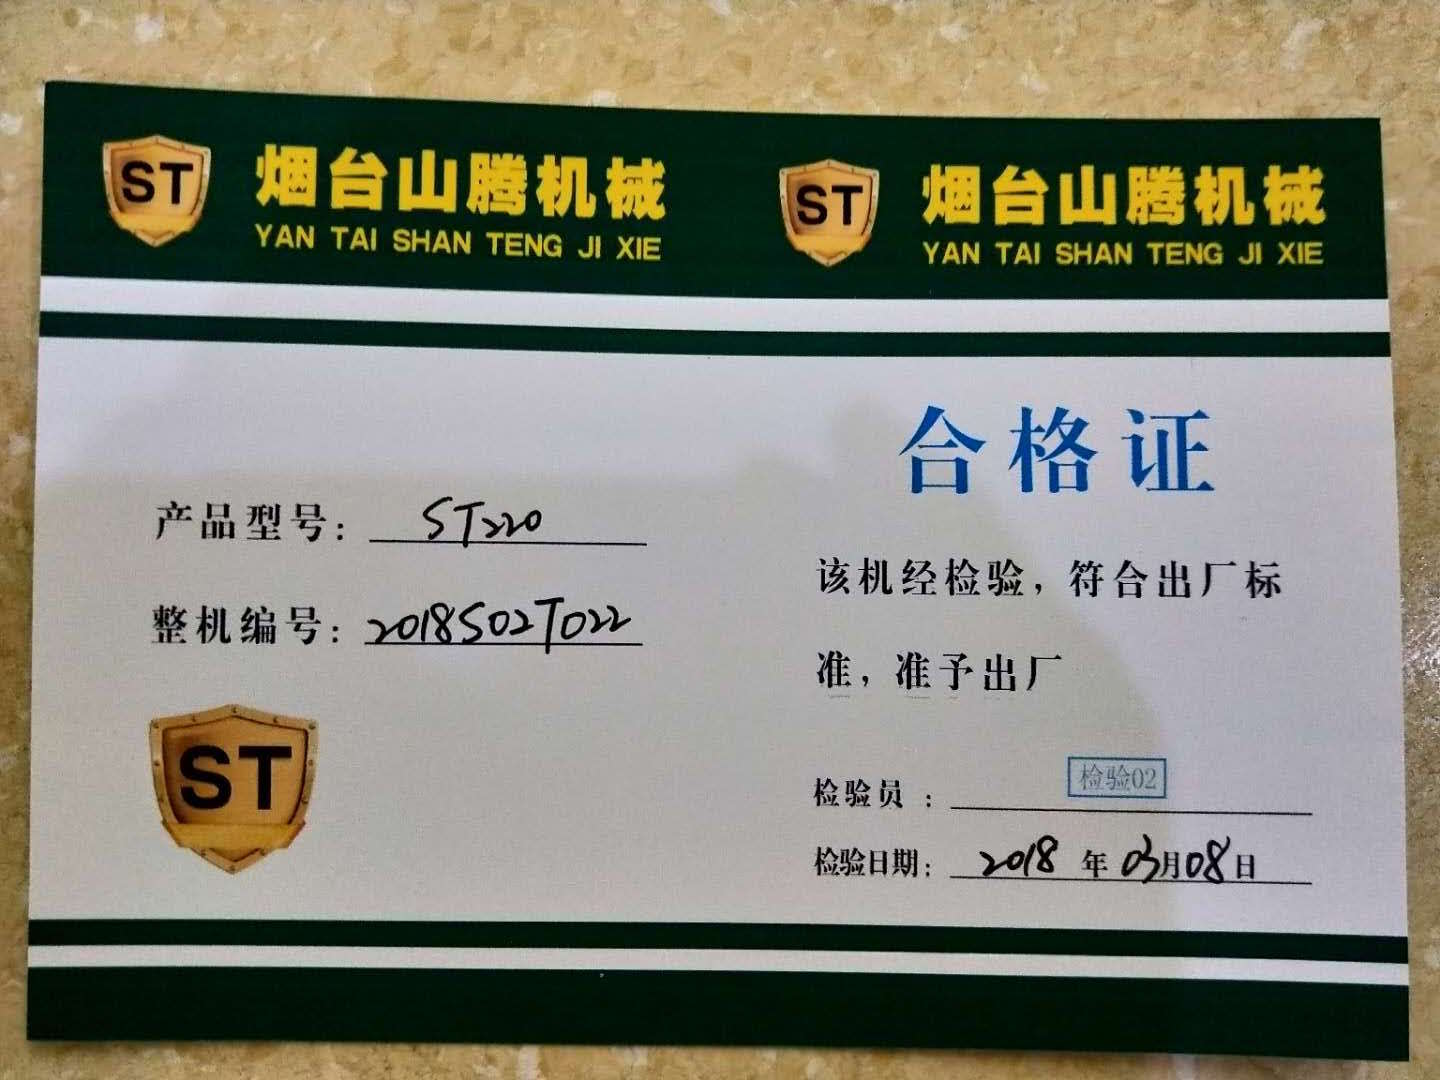 ST
烟台山腾机械
YAN TAI SHAN TENG JI XIE
ST
烟台山腾机械
YAN TAI SHAN TENG JI XIE
产品型号: ST220
整机编号: 2018S02T022
ST
合格证
该机经检验, 符合出厂标
准, 准予出厂
检验员 : 检验02
检验日期: 2018 年 03月08日